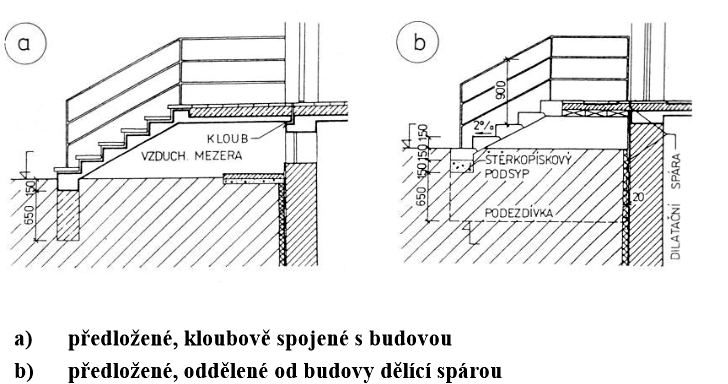 a
KLOUB
VZDUCH. MEZERA
150
650
b
900
2%
150
150
150
650
ŠTĚRKOPÍSKOVÝ
PODSYP
PODEZDÍVKA
20
DILATAČNÍ SPÁRA
a) předložené, kloubově spojené s budovou
b) předložené, oddělené od budovy dělící spárou